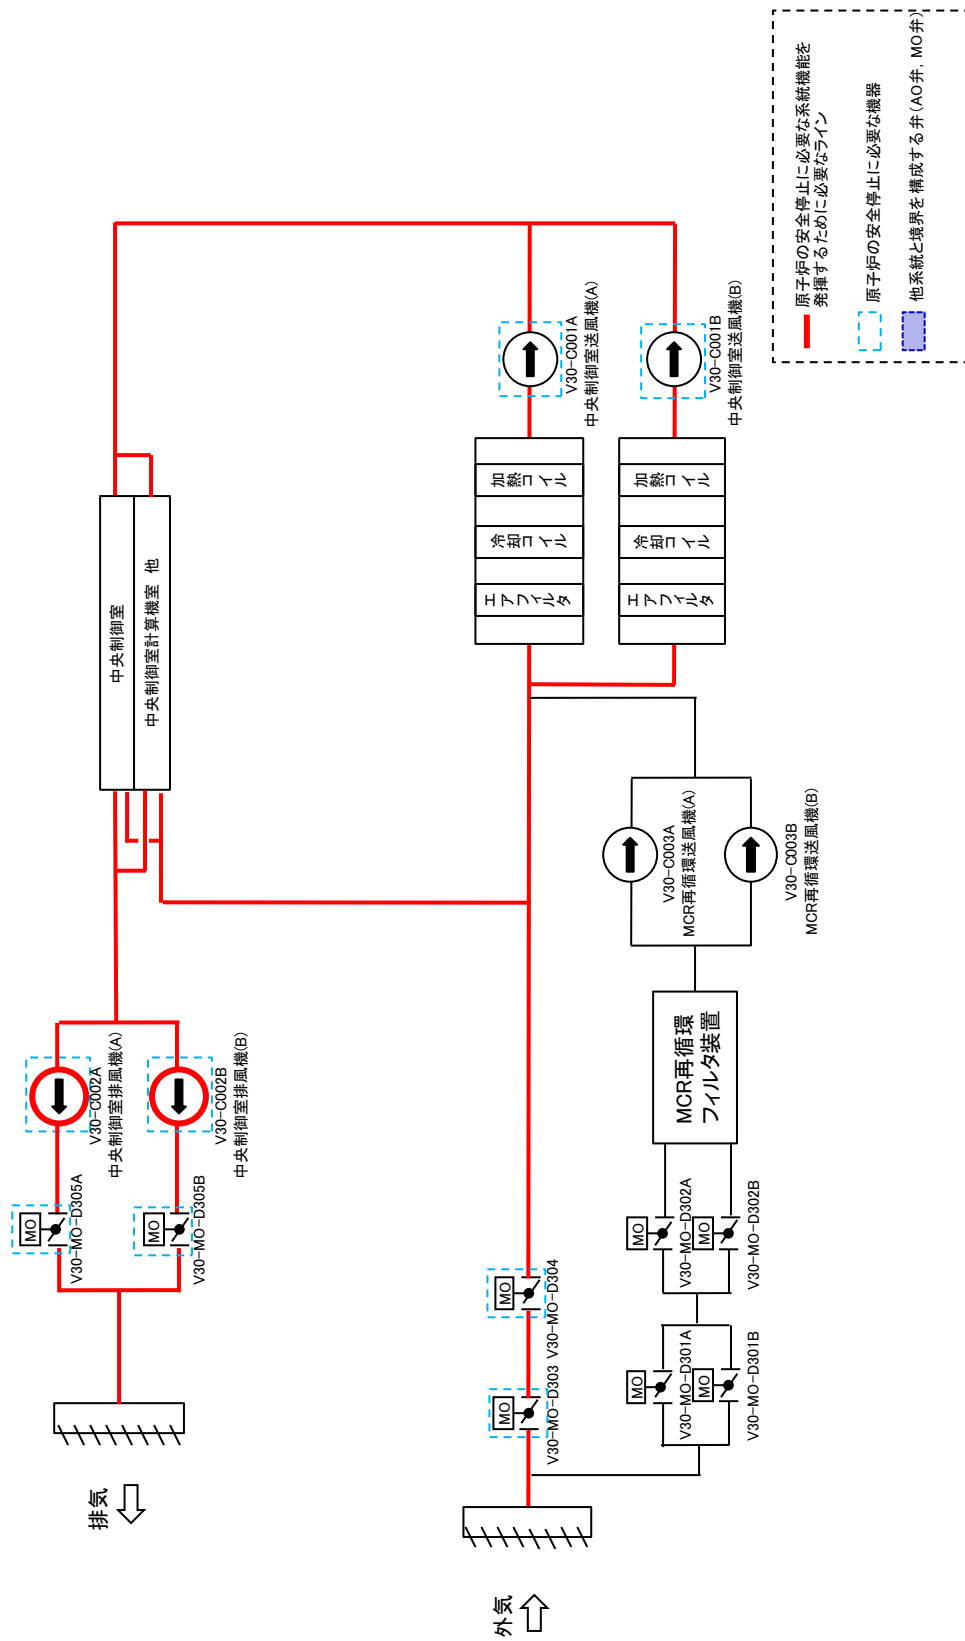 排気
外気
MO
V30-MO-D305A
MO
V30-MO-D305B
V30-C002A
中央制御室排風機(A)
V30-C002B
中央制御室排風機(B)
中央制御室
中央制御室計算機室 他
MO
V30-MO-D303
MO
V30-MO-D304
MO
V30-MO-D301A
MO
V30-MO-D301B
MO
V30-MO-D302A
MO
V30-MO-D302B
MCR再循環
フィルタ装置
V30-C003A
MCR再循環送風機(A)
V30-C003B
MCR再循環送風機(B)
エアフィルタ
冷却コイル
加熱コイル
エアフィルタ
冷却コイル
加熱コイル
V30-C001A
中央制御室送風機(A)
V30-C001B
中央制御室送風機(B)
原子炉の安全停止に必要な系統機能を
発揮するために必要なライン
原子炉の安全停止に必要な機器
他系統と境界を構成する弁(AO弁, MO弁)